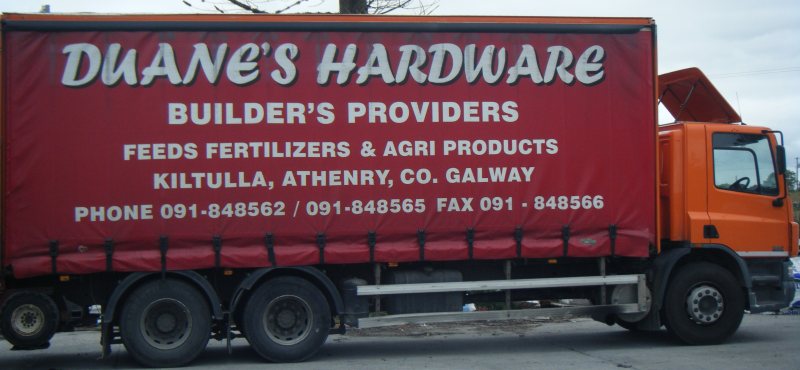 DUANE'S HARDWARE
BUILDER'S PROVIDERS
FEEDS FERTILIZERS & AGRI PRODUCTS
KILTULLA, ATHENRY, CO. GALWAY
PHONE 091-848562 / 091-848565 FAX 091 - 848566